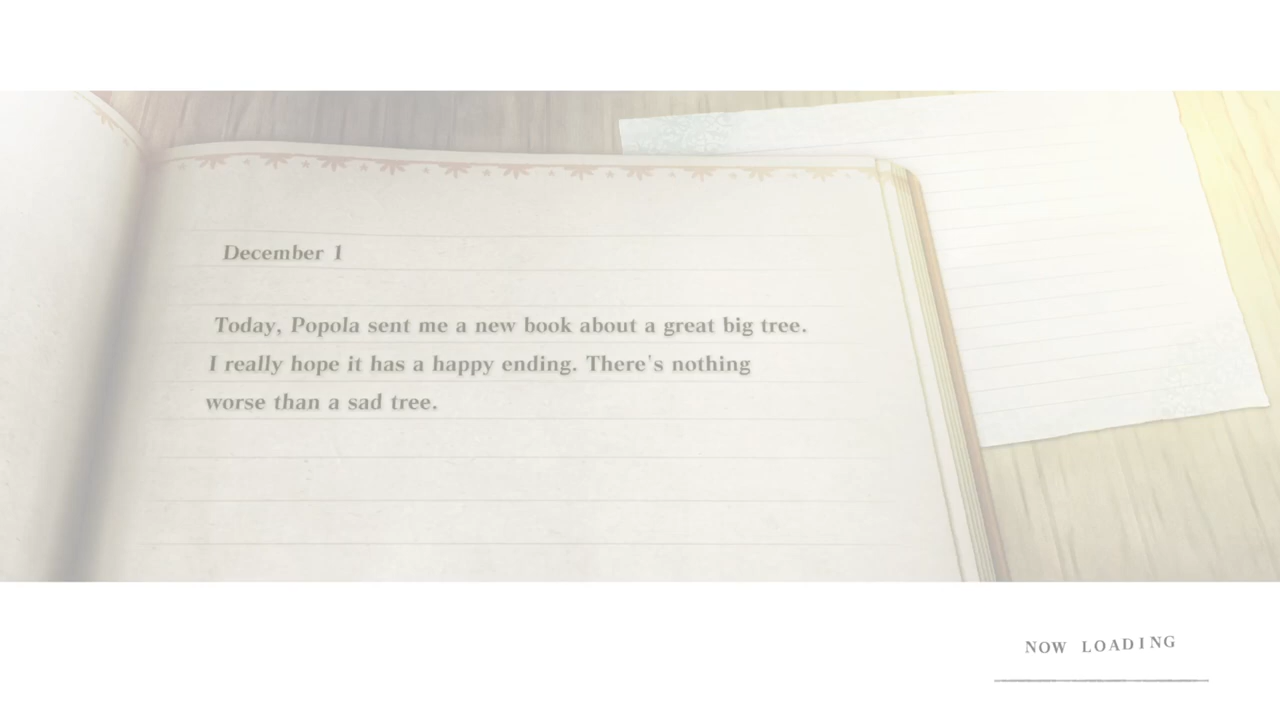 December 1
Today, Popola sent me a new book about a great big tree.
I really hope it has a happy ending. There's nothing
worse than a sad tree.
NOW LOADING